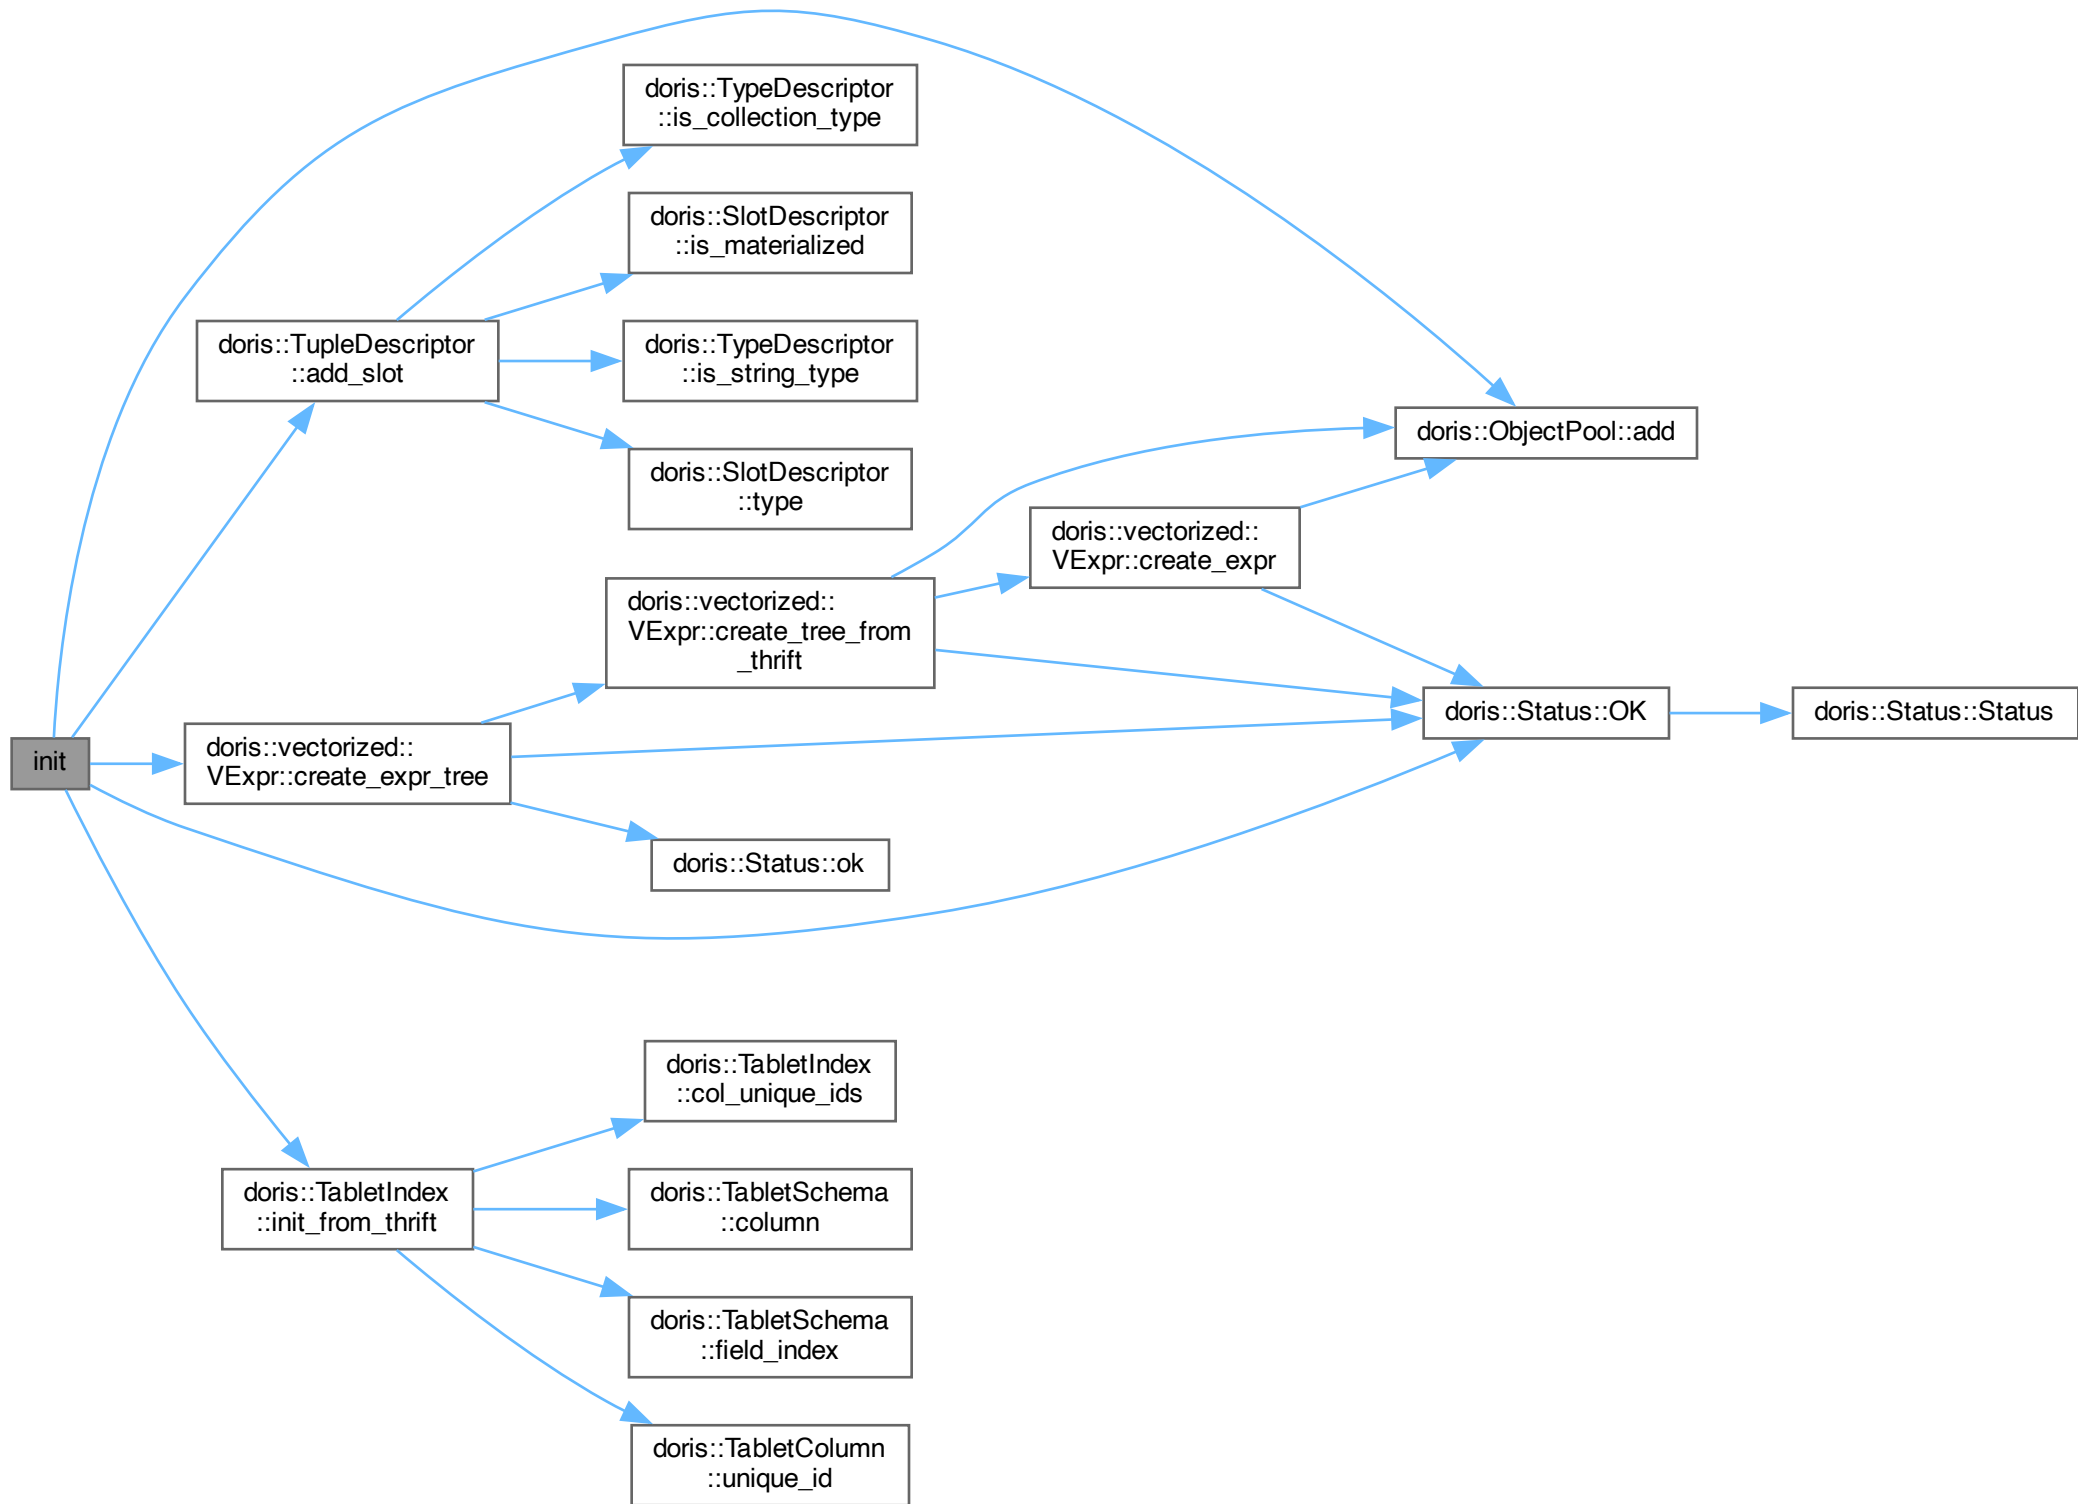 doris::TypeDescriptor
::is_collection_type
doris::SlotDescriptor
::is_materialized
doris::TupleDescriptor
::add_slot
doris::TypeDescriptor
::is_string_type
doris::SlotDescriptor
::type
doris::ObjectPool::add
doris::vectorized::
VExpr::create_expr
doris::vectorized::
VExpr::create_tree_from
_thrift
doris::Status::OK
doris::Status::Status
init
doris::vectorized::
VExpr::create_expr_tree
doris::Status::ok
doris::TabletIndex
::col_unique_ids
doris::TabletIndex
::init_from_thrift
doris::TabletSchema
::column
doris::TabletSchema
::field_index
doris::TabletColumn
::unique_id